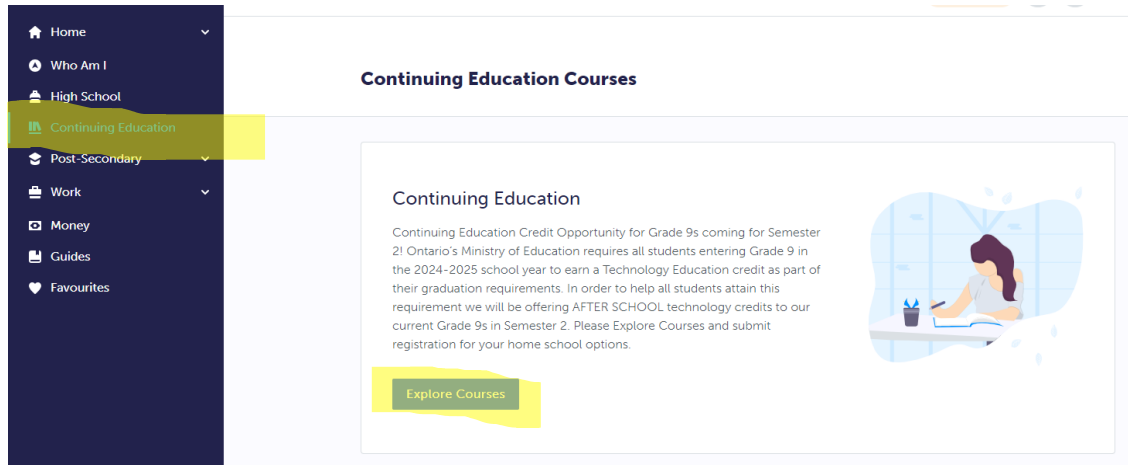 Home
Who Am I
High School
Continuing Education
Post-Secondary
Work
Money
Guides
Favourites
Continuing Education Courses
Continuing Education
Continuing Education Credit Opportunity for Grade 9s coming for Semester
2! Ontario's Ministry of Education requires all students entering Grade 9 in
the 2024-2025 school year to earn a Technology Education credit as part of
their graduation requirements. In order to help all students attain this
requirement we will be offering AFTER SCHOOL technology credits to our
current Grade 9s in Semester 2. Please Explore Courses and submit
registration for your home school options.
Explore Courses